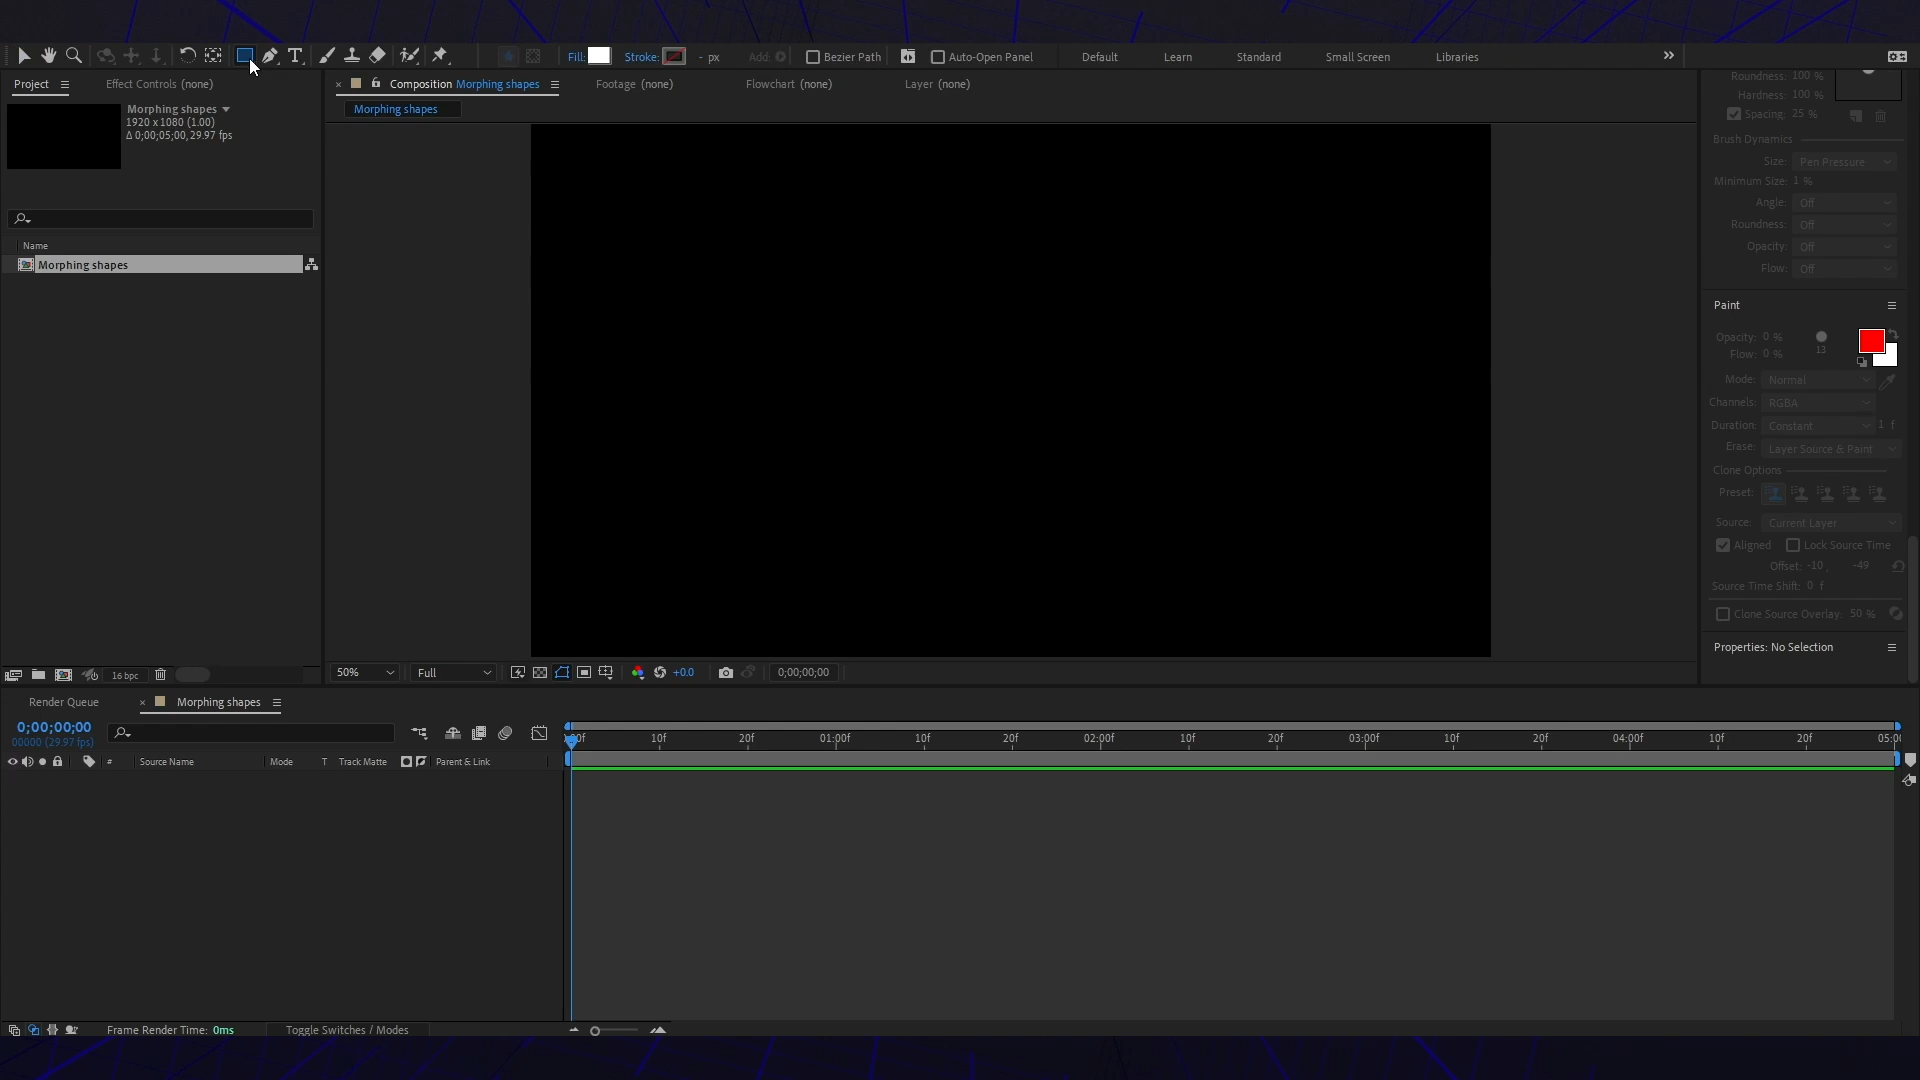 Fill: Stroke: - px Add: Bezier Path Auto-Open Panel Default Learn Standard Small Screen Libraries
Project Effect Controls (none) Composition Morphing shapes Footage (none) Flowchart (none) Layer (none)
Morphing shapes
Morphing shapes
1920 x 1080 (1.00)
Δ 0;00;05;00, 29.97 fps
Name
Morphing shapes
16 bpc
50% Full +0.0 0;00;00;00
Roundness: 100 %
Hardness: 100 %
Spacing: 25 %
Brush Dynamics
Size: Pen Pressure
Minimum Size: 1 %
Angle: Off
Roundness: Off
Opacity: Off
Flow: Off
Paint
Opacity: 0 %
Flow: 0 %
13
Mode: Normal
Channels: RGBA
Duration: Constant 1 f
Erase: Layer Source & Paint
Clone Options
Preset:
Source: Current Layer
Aligned Lock Source Time
Offset: -10 , -49
Source Time Shift: 0 f
Clone Source Overlay: 50 %
Properties: No Selection
Render Queue Morphing shapes
0;00;00;00
00000 (29.97 fps)
10f 20f 01:00f 10f 20f 02:00f 10f 20f 03:00f 10f 20f 04:00f 10f 20f 05:0
# Source Name Mode T Track Matte Parent & Link
Frame Render Time: 0ms Toggle Switches / Modes